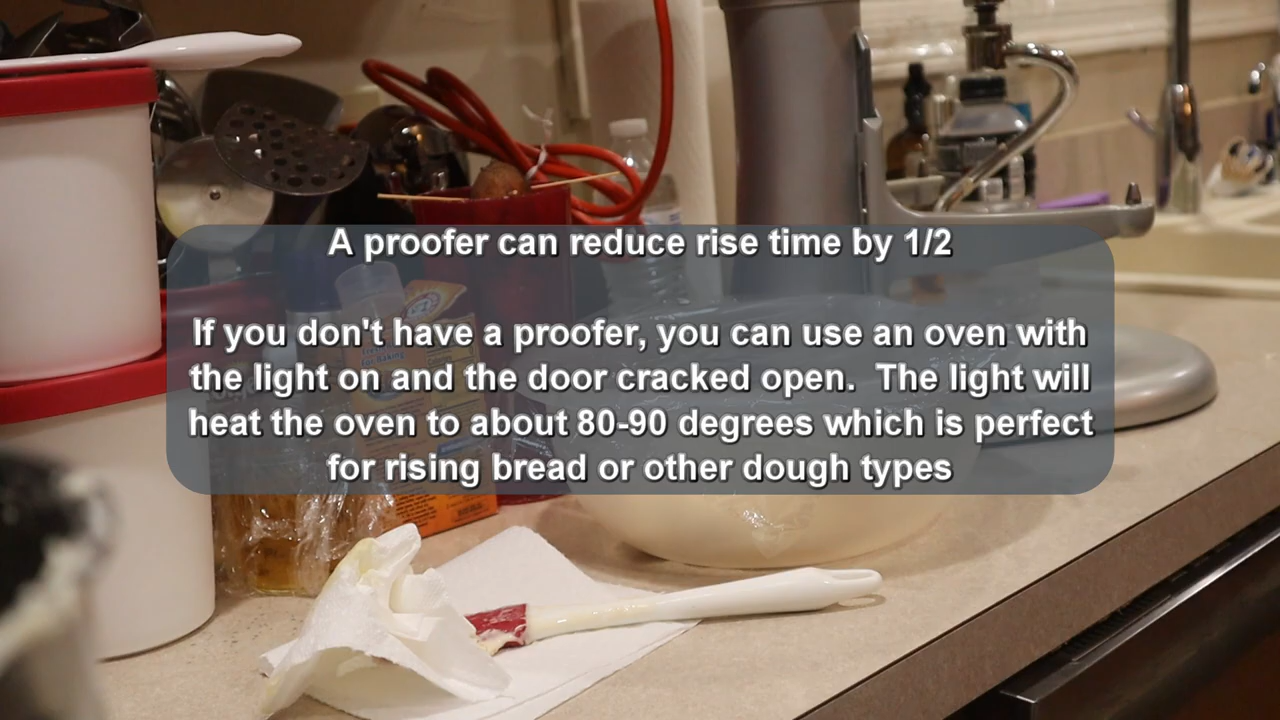 A proofer can reduce rise time by 1/2
If you don't have a proofer, you can use an oven with
the light on and the door cracked open.  The light will
heat the oven to about 80-90 degrees which is perfect
for rising bread or other dough types